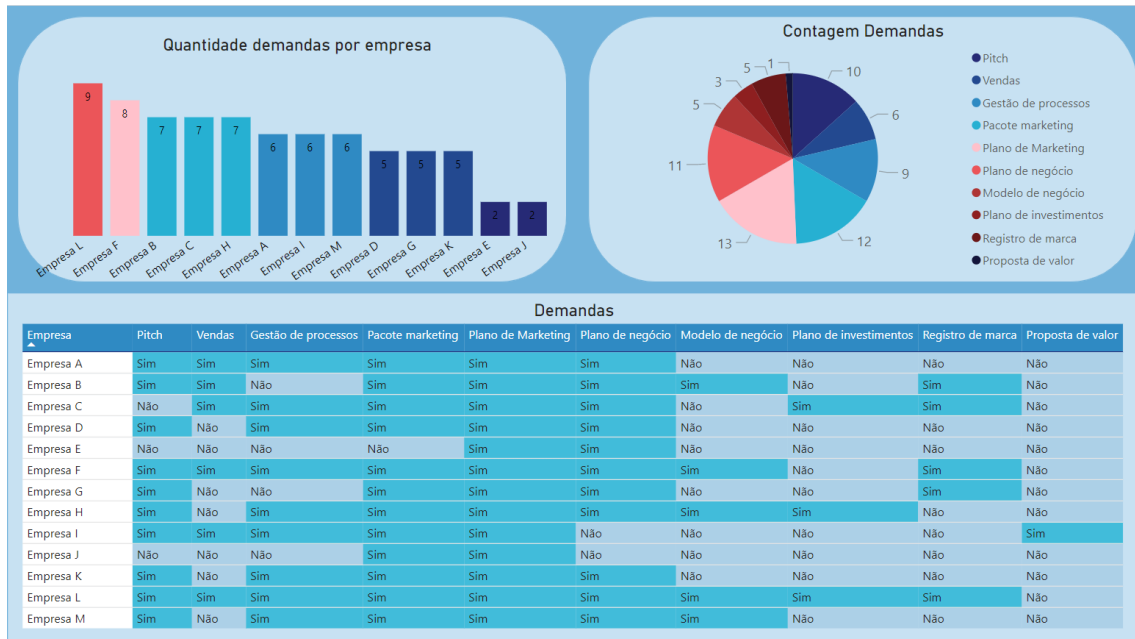 Quantidade demandas por empresa
9
8
7
7
7
6
6
6
5
5
5
2
2
Empresa L
Empresa F
Empresa B
Empresa C
Empresa H
Empresa A
Empresa I
Empresa M
Empresa D
Empresa G
Empresa K
Empresa E
Empresa J
Contagem Demandas
10
6
9
12
13
11
5
3
5
1
Pitch
Vendas
Gestão de processos
Pacote marketing
Plano de Marketing
Plano de negócio
Modelo de negócio
Plano de investimentos
Registro de marca
Proposta de valor
Demandas
Empresa Pitch Vendas Gestão de processos Pacote marketing Plano de Marketing Plano de negócio Modelo de negócio Plano de investimentos Registro de marca Proposta de valor
Empresa A Sim Sim Sim Sim Sim Sim Não Não Não Não
Empresa B Sim Sim Não Sim Sim Sim Sim Não Sim Não
Empresa C Não Sim Sim Sim Sim Sim Não Sim Sim Não
Empresa D Sim Não Sim Sim Sim Sim Não Não Não Não
Empresa E Não Não Não Não Sim Sim Não Não Não Não
Empresa F Sim Sim Sim Sim Sim Sim Sim Não Sim Não
Empresa G Sim Não Não Sim Sim Sim Não Não Sim Não
Empresa H Sim Não Sim Sim Sim Sim Sim Sim Não Não
Empresa I Sim Sim Sim Sim Sim Não Não Não Não Sim
Empresa J Não Não Não Sim Sim Não Não Não Não Não
Empresa K Sim Não Sim Sim Sim Sim Não Não Não Não
Empresa L Sim Sim Sim Sim Sim Sim Sim Sim Sim Não
Empresa M Sim Não Sim Sim Sim Sim Sim Não Não Não